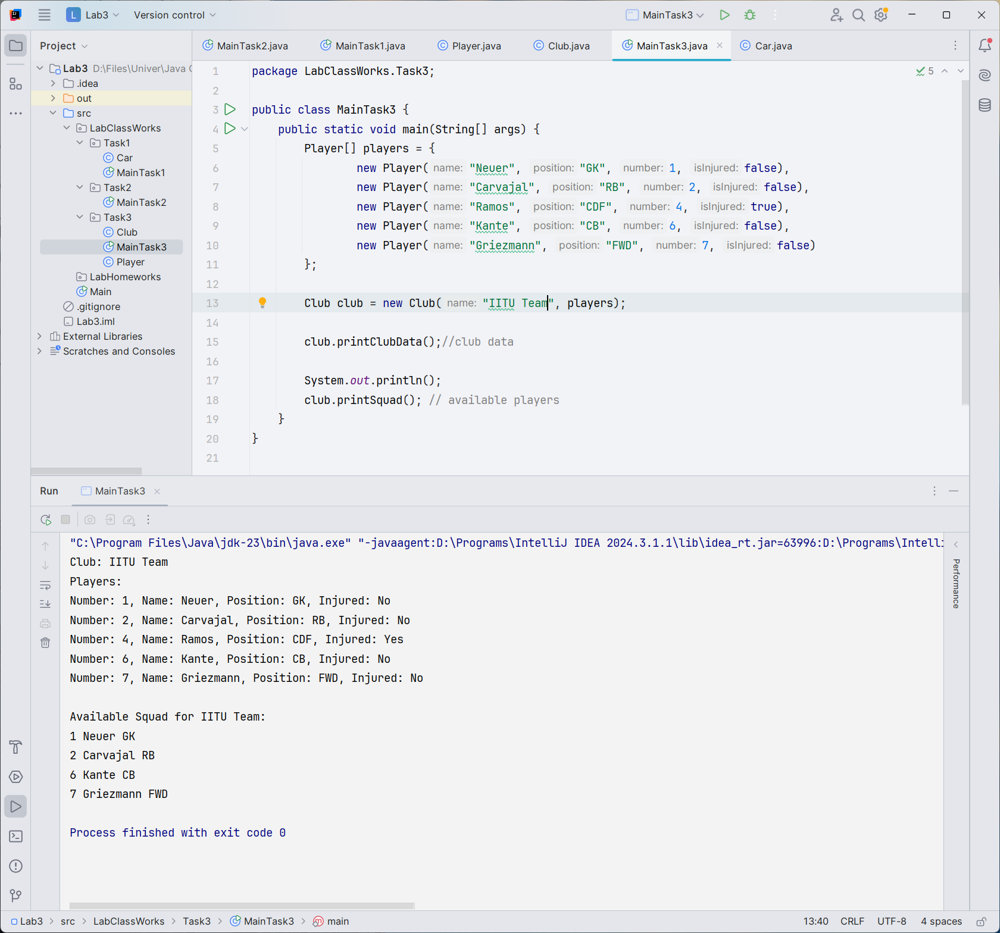 L Lab3 Version control MainTask3
Project
MainTask2.java MainTask1.java Player.java Club.java MainTask3.java Car.java
Lab3 D:\Files\Univer\Java
.idea
out
src
LabClassWorks
Task1
Car
MainTask1
Task2
MainTask2
Task3
Club
MainTask3
Player
LabHomeworks
Main
.gitignore
Lab3.iml
External Libraries
Scratches and Consoles
5
1 package LabClassWorks.Task3;
2
3 public class MainTask3 {
4 public static void main(String[] args) {
5 Player[] players = {
6 new Player( name: "Neuer", position: "GK", number: 1, isInjured: false),
7 new Player( name: "Carvajal", position: "RB", number: 2, isInjured: false),
8 new Player( name: "Ramos", position: "CDF", number: 4, isInjured: true),
9 new Player( name: "Kante", position: "CB", number: 6, isInjured: false),
10 new Player( name: "Griezmann", position: "FWD", number: 7, isInjured: false)
11 };
12
13 Club club = new Club( name: "IITU Team", players);
14
15 club.printClubData();//club data
16
17 System.out.println();
18 club.printSquad(); // available players
19 }
20 }
21
Run MainTask3
"C:\Program Files\Java\jdk-23\bin\java.exe" "-javaagent:D:\Programs\IntelliJ IDEA 2024.3.1.1\lib\idea_rt.jar=63996:D:\Programs\Intelli
Club: IITU Team
Players:
Number: 1, Name: Neuer, Position: GK, Injured: No
Number: 2, Name: Carvajal, Position: RB, Injured: No
Number: 4, Name: Ramos, Position: CDF, Injured: Yes
Number: 6, Name: Kante, Position: CB, Injured: No
Number: 7, Name: Griezmann, Position: FWD, Injured: No
Available Squad for IITU Team:
1 Neuer GK
2 Carvajal RB
6 Kante CB
7 Griezmann FWD
Process finished with exit code 0
Performance
Lab3 > src > LabClassWorks > Task3 > MainTask3 > main 13:40 CRLF UTF-8 4 spaces